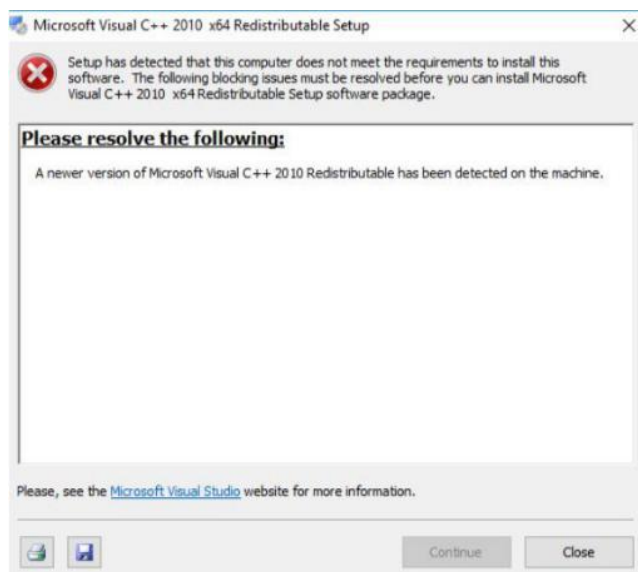 Microsoft Visual C++ 2010 x64 Redistributable Setup
Setup has detected that this computer does not meet the requirements to install this
software. The following blocking issues must be resolved before you can install Microsoft
Visual C++ 2010 x64 Redistributable Setup software package.
Please resolve the following:
A newer version of Microsoft Visual C++ 2010 Redistributable has been detected on the machine.
Please, see the Microsoft Visual Studio website for more information.
Continue
Close